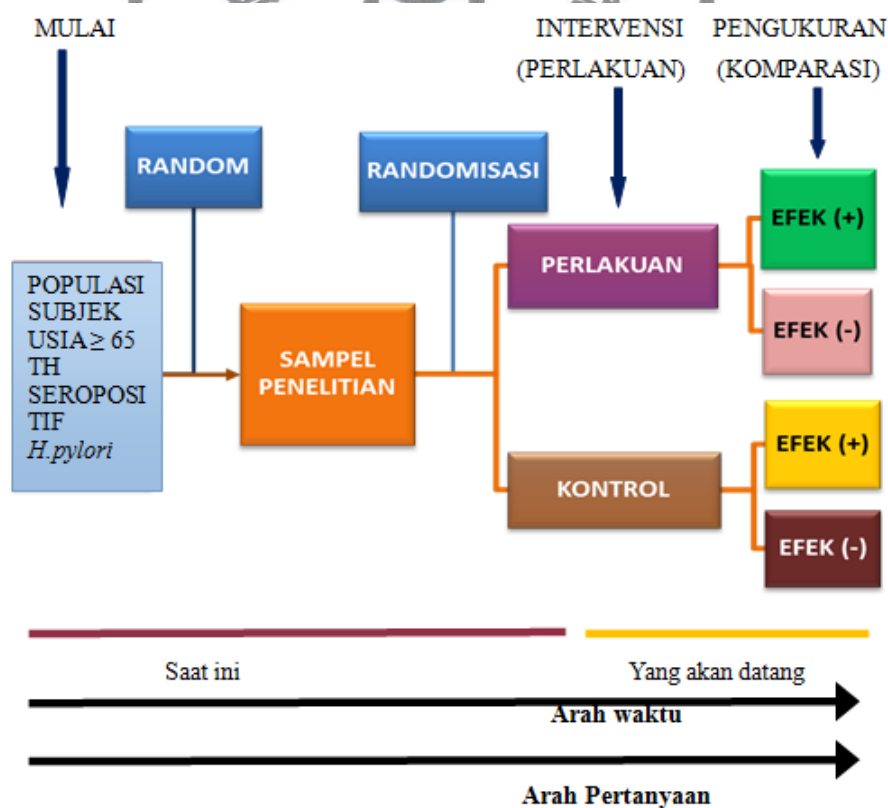 MULAI
INTERVENSI
(PERLAKUAN)
PENGUKURAN
(KOMPARASI)
RANDOM
RANDOMISASI
POPULASI
SUBJEK
USIA ≥ 65
TH
SEROPOSI
TIF
H.pylori
SAMPEL
PENELITIAN
PERLAKUAN
KONTROL
EFEK (+)
EFEK (-)
EFEK (+)
EFEK (-)
Saat ini
Yang akan datang
Arah waktu
Arah Pertanyaan